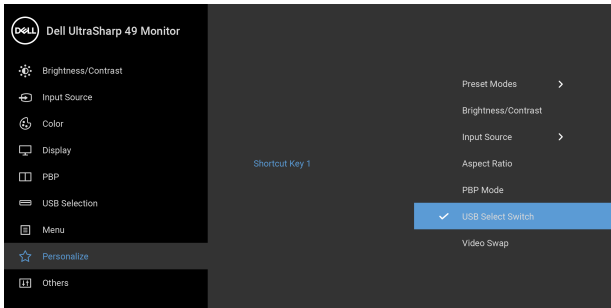 DELL Dell UltraSharp 49 Monitor
Brightness/Contrast
Input Source
Color
Display
PBP
USB Selection
Menu
Personalize
Others
Shortcut Key 1
Preset Modes
Brightness/Contrast
Input Source
Aspect Ratio
PBP Mode
USB Select Switch
Video Swap